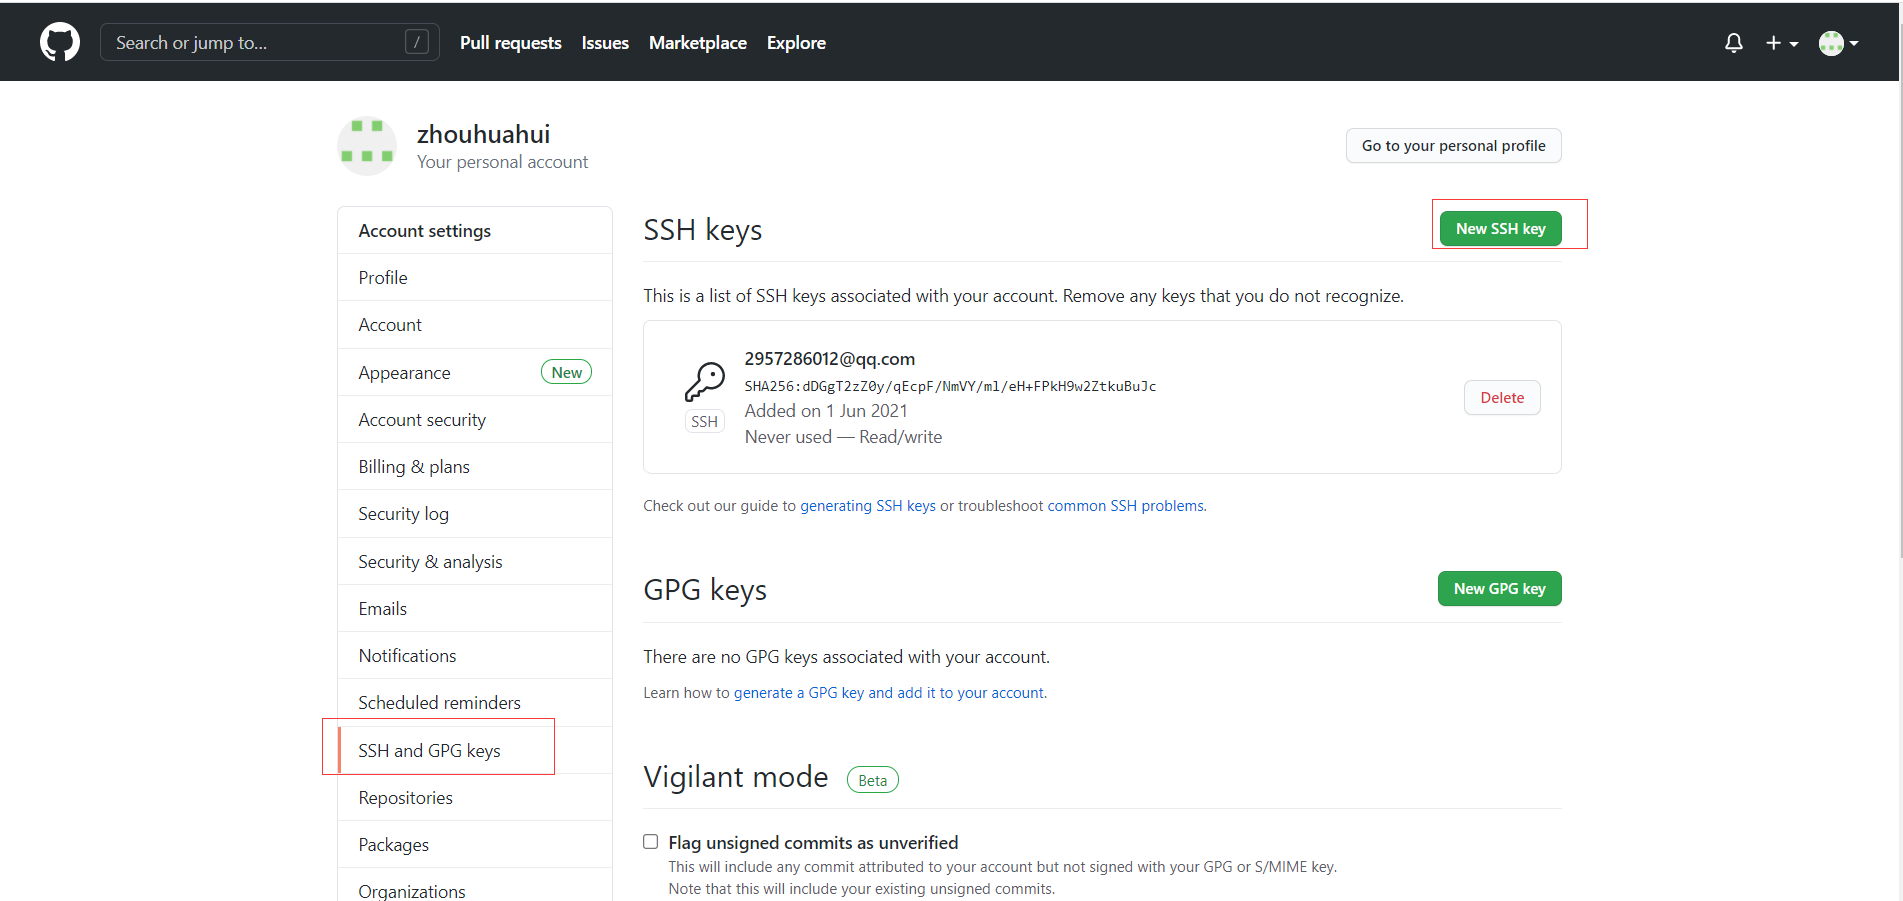 Search or jump to...
/
Pull requests
Issues
Marketplace
Explore
zhouhuahui
Your personal account
Go to your personal profile
Account settings
Profile
Account
Appearance
New
Account security
Billing & plans
Security log
Security & analysis
Emails
Notifications
Scheduled reminders
SSH and GPG keys
Repositories
Packages
Organizations
SSH keys
New SSH key
This is a list of SSH keys associated with your account. Remove any keys that you do not recognize.
2957286012@qq.com
SHA256:dDGgT2zZ0y/qEcpF/NmVY/ml/eH+FPkH9w2ZtkuBuJc
Added on 1 Jun 2021
Never used — Read/write
SSH
Delete
Check out our guide to generating SSH keys or troubleshoot common SSH problems.
GPG keys
New GPG key
There are no GPG keys associated with your account.
Learn how to generate a GPG key and add it to your account.
Vigilant mode
Beta
Flag unsigned commits as unverified
This will include any commit attributed to your account but not signed with your GPG or S/MIME key.
Note that this will include your existing unsigned commits.